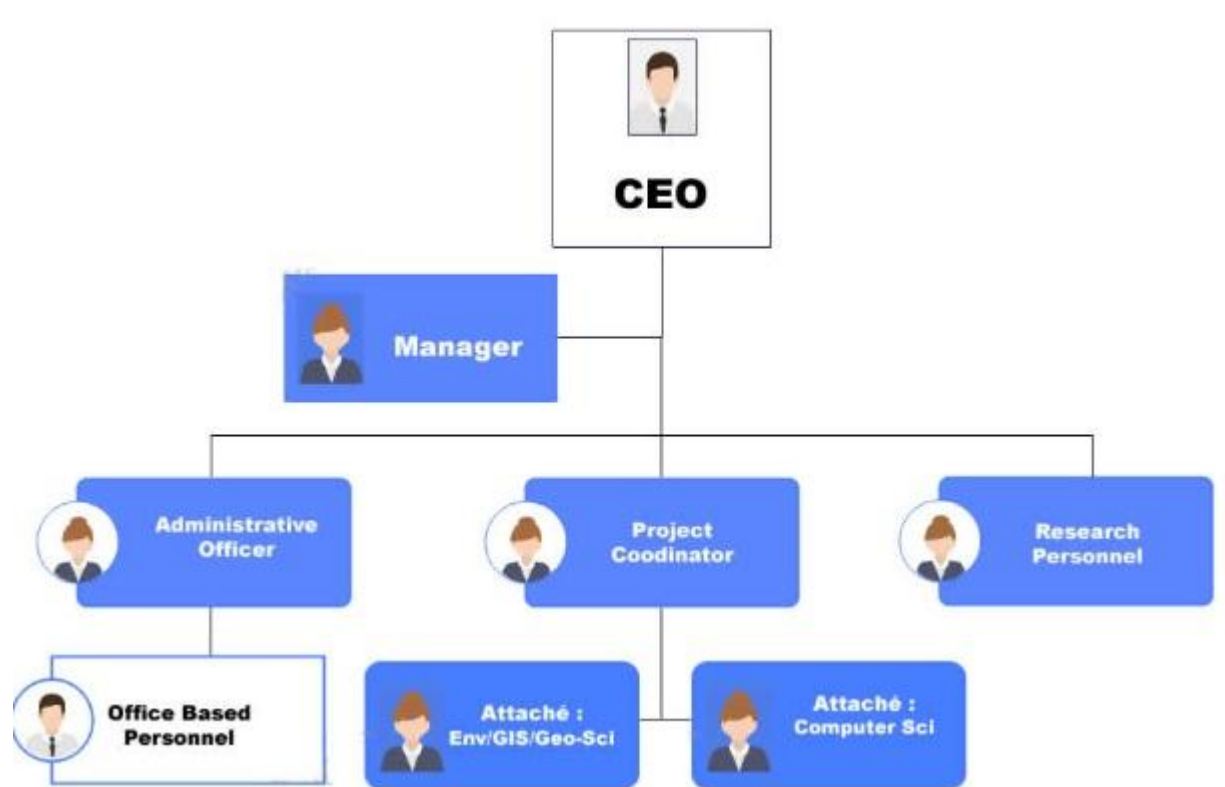 CEO
Manager
Administrative
Officer
Project
Coodinator
Research
Personnel
Office Based
Personnel
Attaché :
Env/GIS/Geo-Sci
Attaché :
Computer Sci